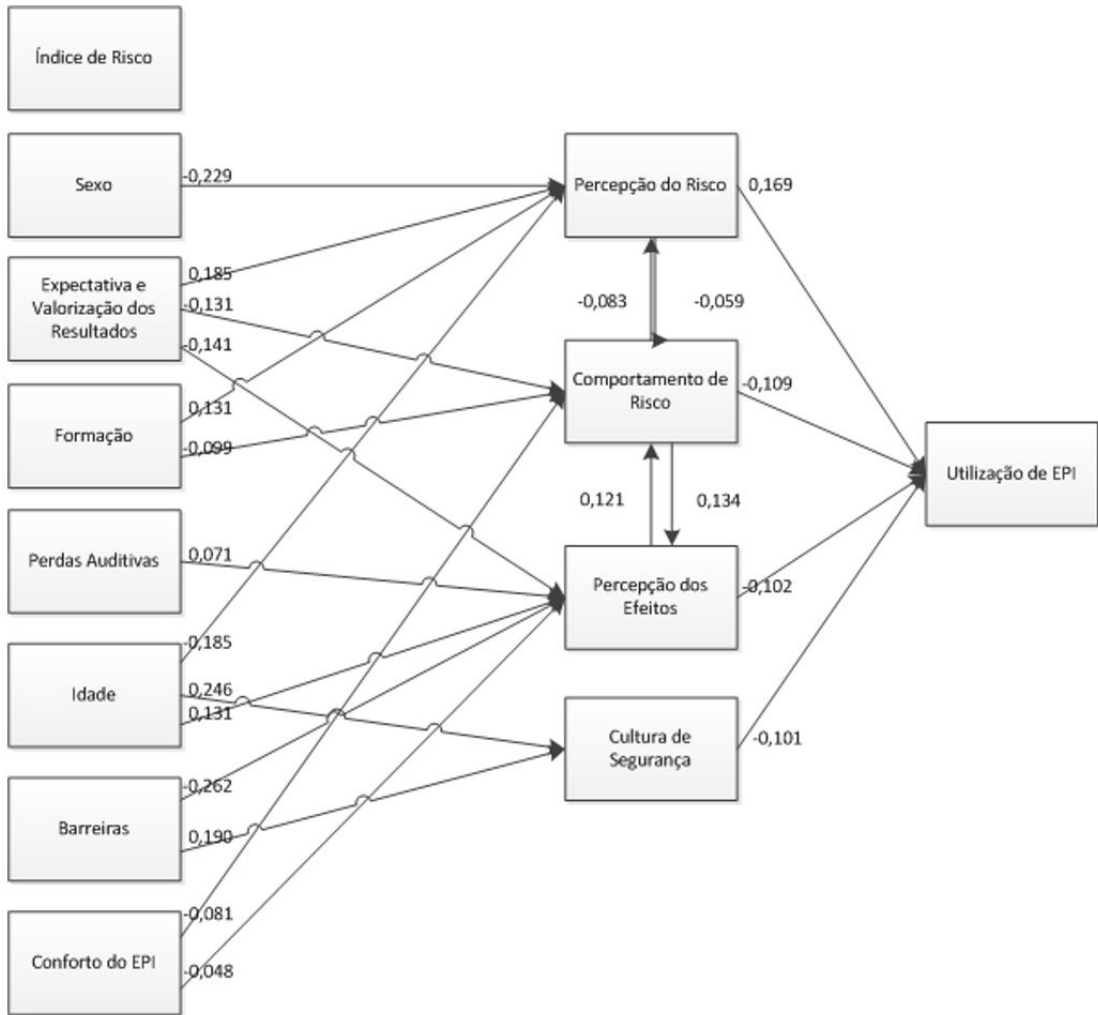 Índice de Risco
Sexo
-0,229
Percepção do Risco
0,169
Expectativa e
Valorização dos
Resultados
0,185
-0,131
-0,141
-0,083
-0,059
Comportamento de
Risco
-0,109
Formação
0,131
-0,099
Utilização de EPI
0,121
0,134
Perdas Auditivas
0,071
Percepção dos
Efeitos
-0,102
Idade
-0,185
0,246
0,131
Cultura de
Segurança
-0,101
Barreiras
-0,262
0,190
Conforto do EPI
-0,081
-0,048